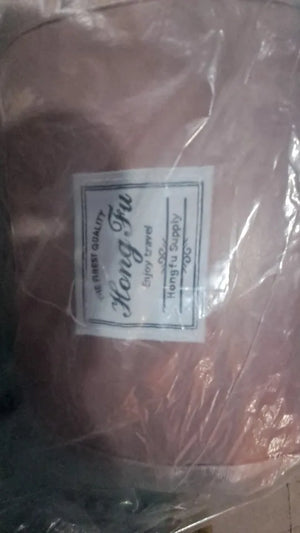 THE FINEST QUALITY
Hong Fu
Enjoy travel
Hongfu Supply